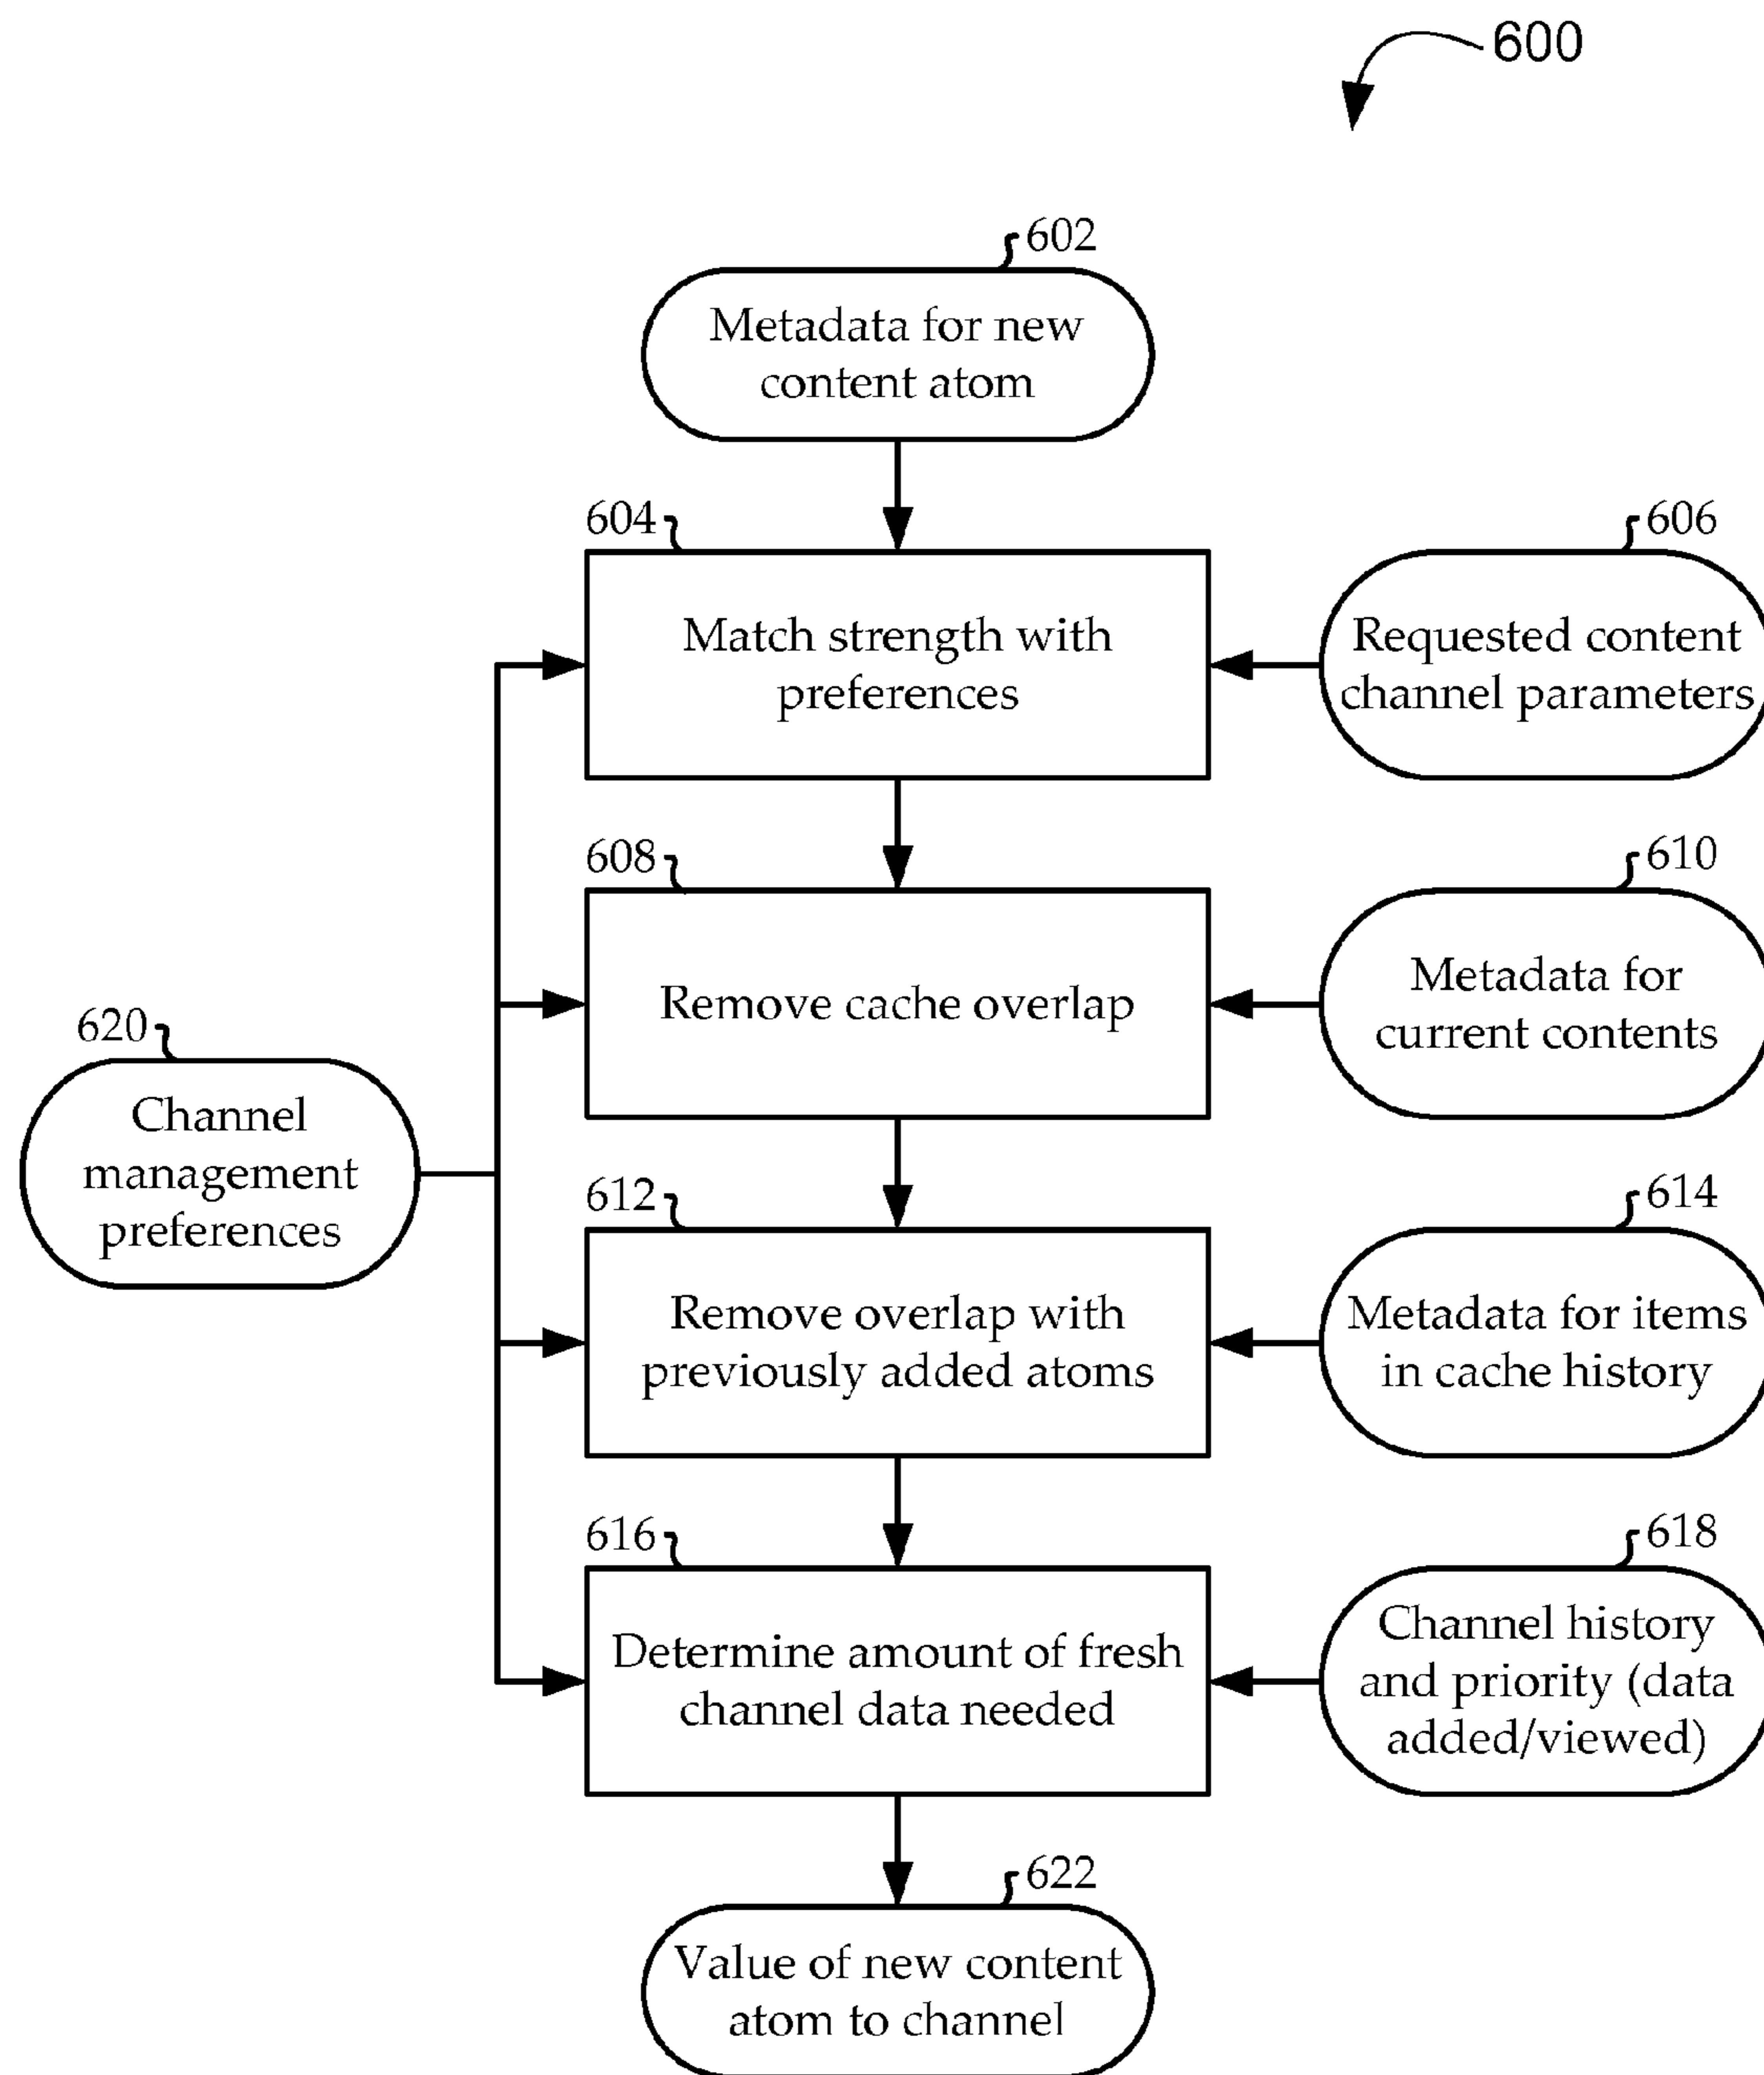 600
602
Metadata for new
content atom
604
Match strength with
preferences
606
Requested content
channel parameters
608
Remove cache overlap
610
Metadata for
current contents
620
Channel
management
preferences
612
Remove overlap with
previously added atoms
614
Metadata for items
in cache history
616
Determine amount of fresh
channel data needed
618
Channel history
and priority (data
added/viewed)
622
Value of new content
atom to channel